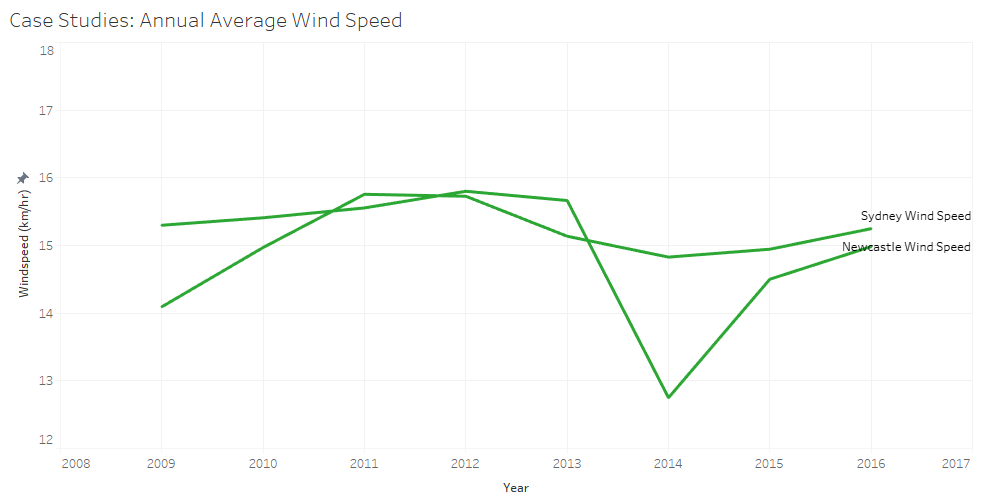 Case Studies: Annual Average Wind Speed
18
17
16
15
14
13
12
Windspeed (km/hr)
Sydney Wind Speed
Newcastle Wind Speed
2008 2009 2010 2011 2012 2013 2014 2015 2016 2017
Year